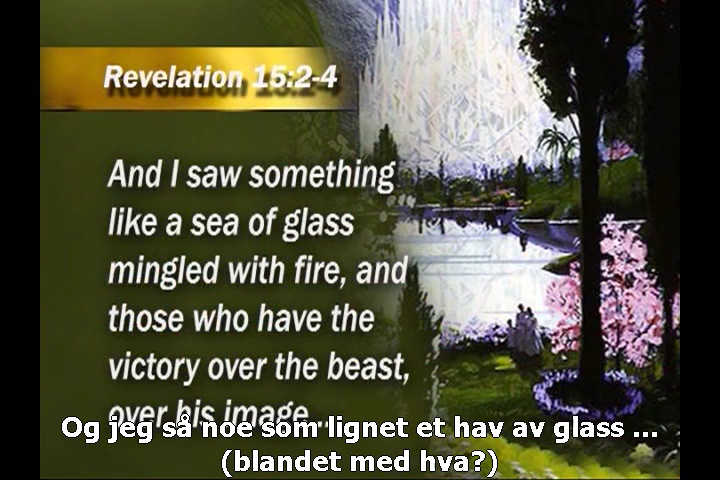 Revelation 15:2-4
And I saw something
like a sea of glass
mingled with fire, and
those who have the
victory over the beast,
over his image...
Og jeg så noe som lignet et hav av glass ...
(blandet med hva?)